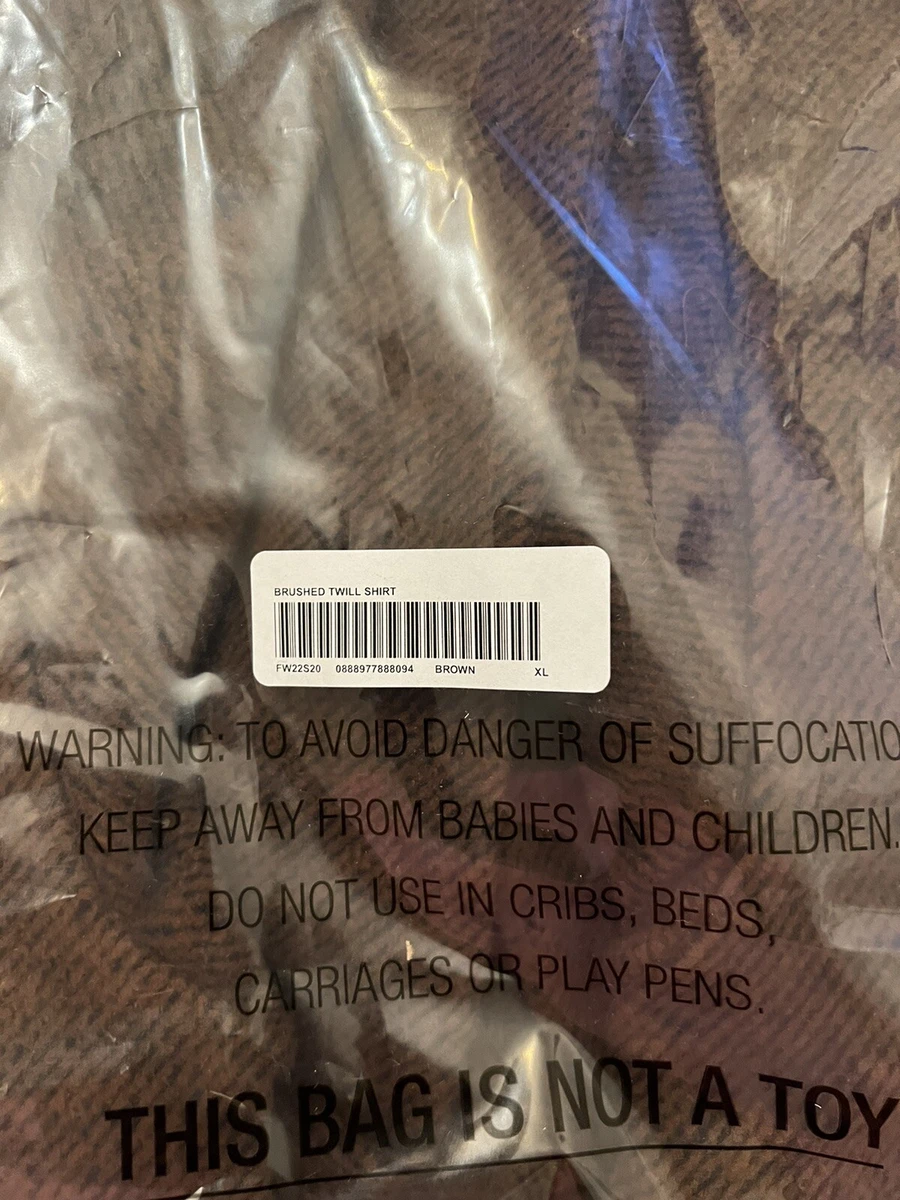 BRUSHED TWILL SHIRT
FW22S20 0888977888094 BROWN XL
WARNING: TO AVOID DANGER OF SUFFOCATIO
KEEP AWAY FROM BABIES AND CHILDREN.
DO NOT USE IN CRIBS, BEDS,
CARRIAGES OR PLAY PENS.
THIS BAG IS NOT A TOY